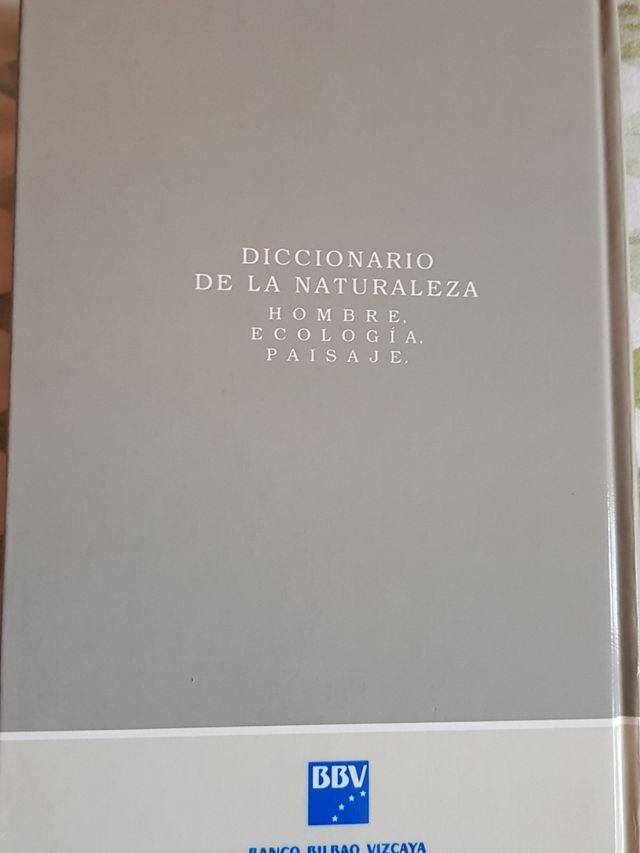 DICCIONARIO
DE LA NATURALEZA
HOMBRE,
ECOLOGÍA,
PAISAJE.
BBV
BANCO BILBAO VIZCAYA